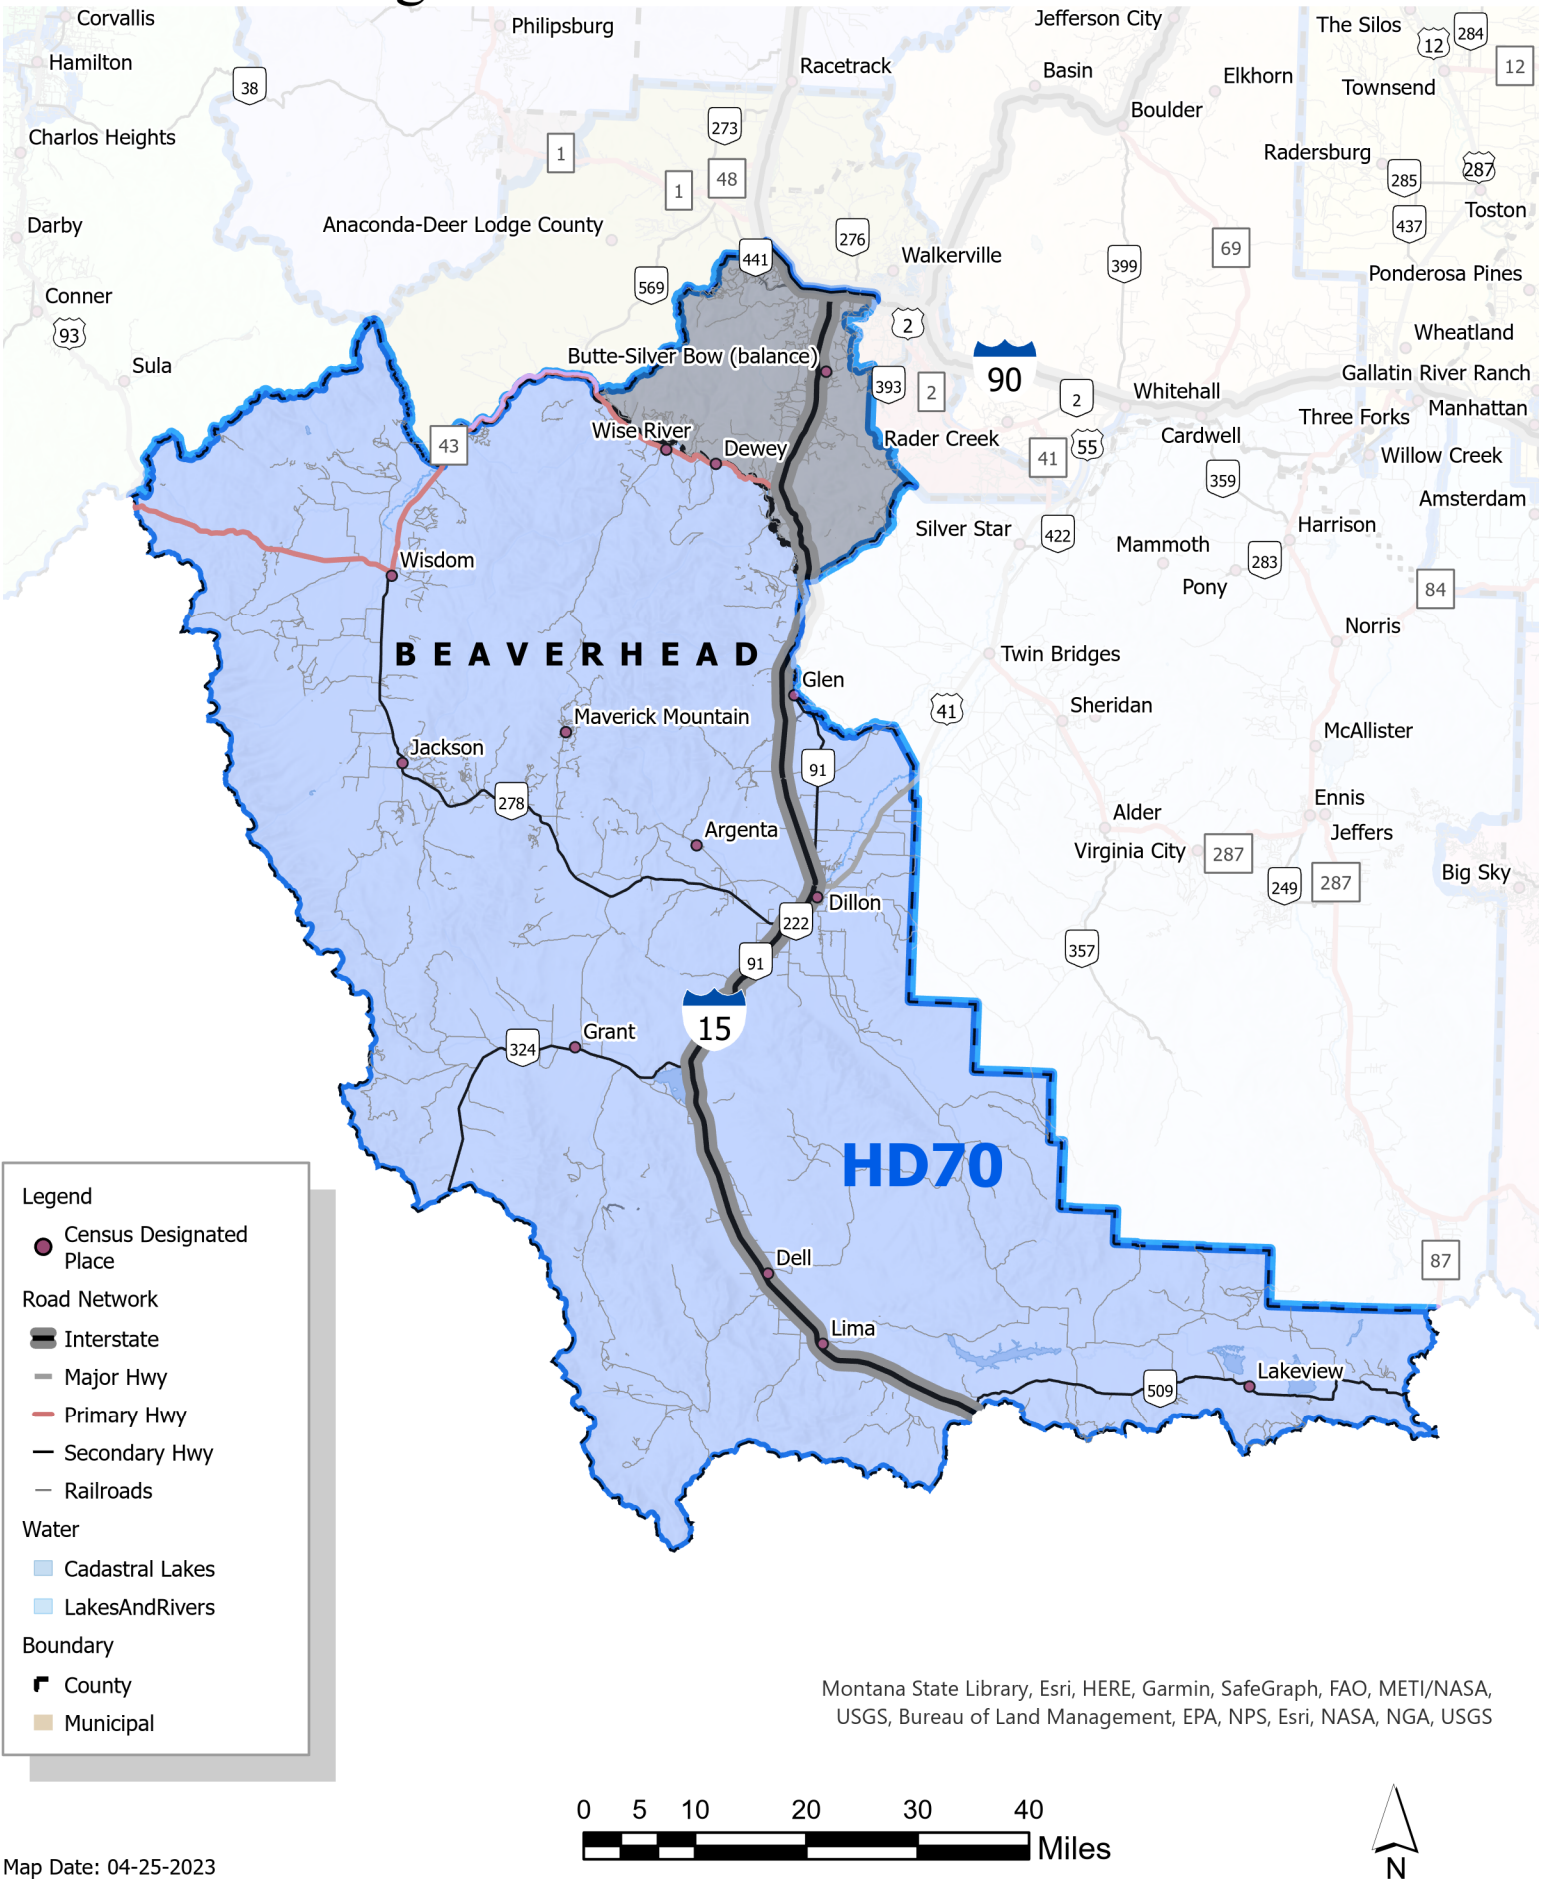 Corvallis
Philipsburg
Jefferson City
The Silos
12
284
Hamilton
38
Racetrack
Basin
Elkhorn
Townsend
12
Boulder
Charlos Heights
273
1
1
48
Radersburg
285
287
Toston
437
Darby
Anaconda-Deer Lodge County
276
Walkerville
399
69
441
Ponderosa Pines
569
Conner
93
2
Wheatland
Sula
Butte-Silver Bow (balance)
90
393
2
2
Whitehall
Gallatin River Ranch
Three Forks
Manhattan
43
Wise River
Dewey
Rader Creek
41
55
Cardwell
Willow Creek
359
Amsterdam
Silver Star
422
Harrison
Mammoth
283
Pony
84
Wisdom
BEAVERHEAD
Norris
Twin Bridges
Glen
41
Sheridan
Maverick Mountain
McAllister
Jackson
91
278
Ennis
Alder
Argenta
Jeffers
Virginia City
287
249
287
Big Sky
Dillon
222
91
357
15
Grant
324
HD70
Dell
87
Lima
Lakeview
509
Legend
Census Designated
Place
Road Network
Interstate
Major Hwy
Primary Hwy
Secondary Hwy
Railroads
Water
Cadastral Lakes
LakesAndRivers
Boundary
County
Municipal
Montana State Library, Esri, HERE, Garmin, SafeGraph, FAO, METI/NASA,
USGS, Bureau of Land Management, EPA, NPS, Esri, NASA, NGA, USGS
0 5 10 20 30 40
Miles
N
Map Date: 04-25-2023